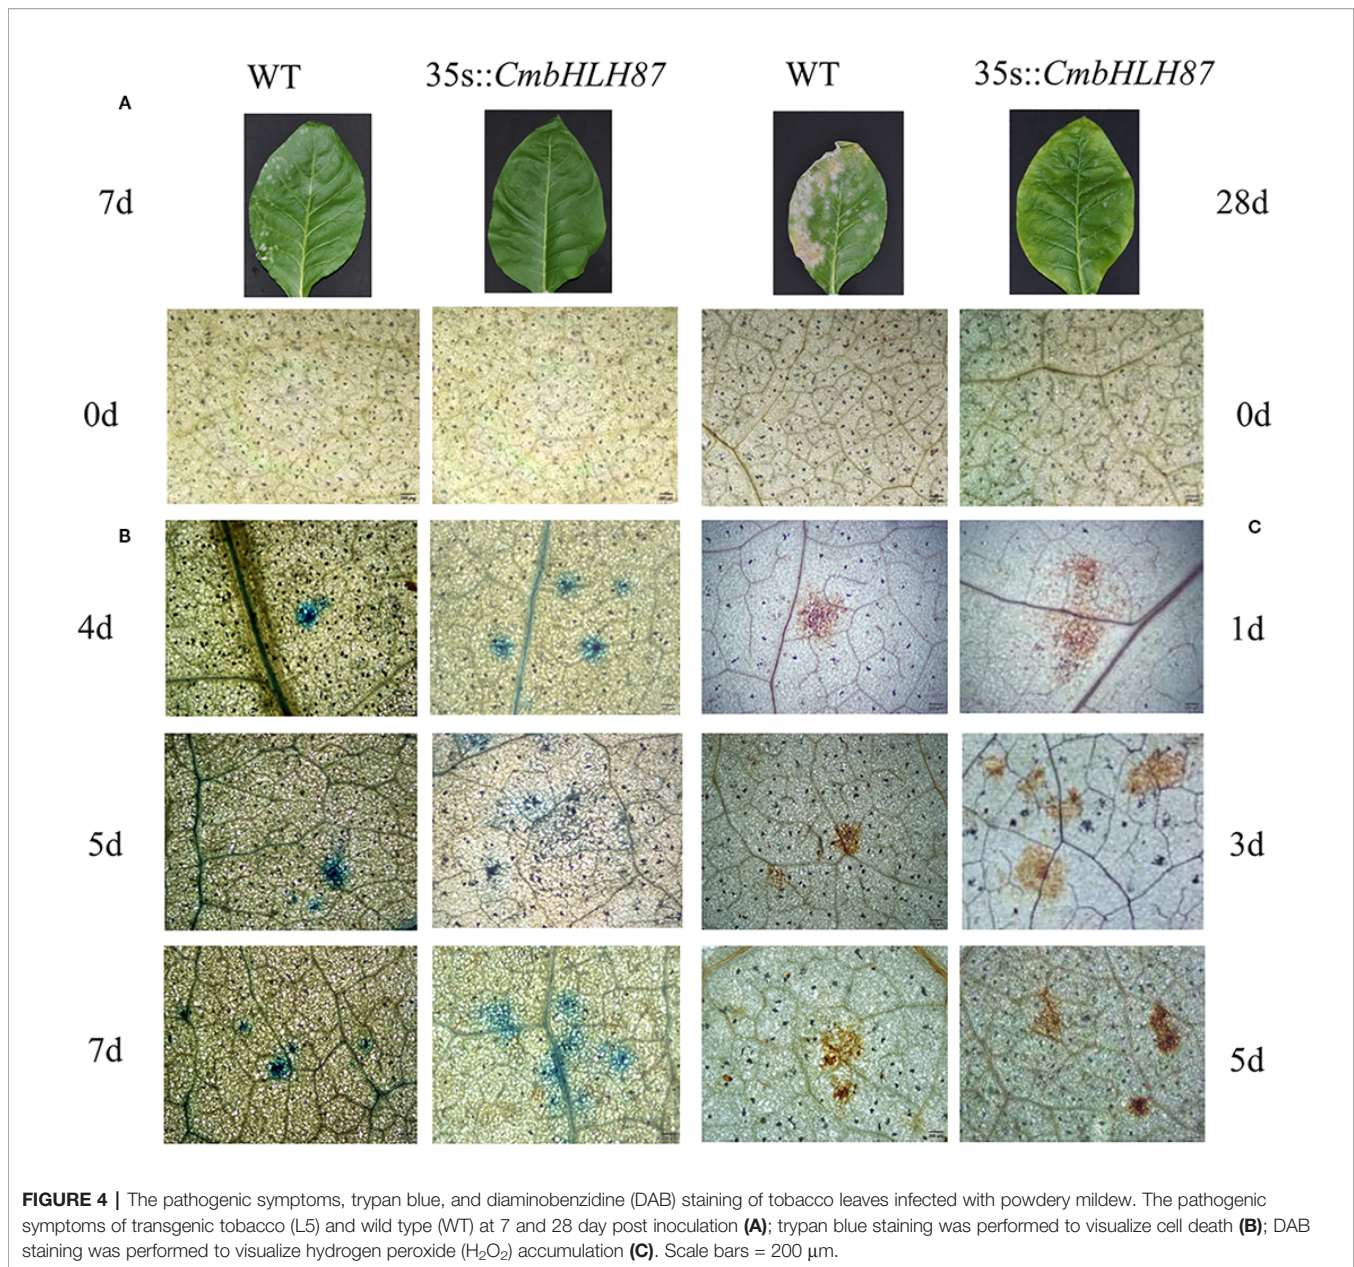 WT 35s::CmbHLH87 WT 35s::CmbHLH87
A
7d 28d
0d 0d
B C
4d 1d
5d 3d
7d 5d
FIGURE 4 | The pathogenic symptoms, trypan blue, and diaminobenzidine (DAB) staining of tobacco leaves infected with powdery mildew. The pathogenic
symptoms of transgenic tobacco (L5) and wild type (WT) at 7 and 28 day post inoculation (A); trypan blue staining was performed to visualize cell death (B); DAB
staining was performed to visualize hydrogen peroxide (H₂O₂) accumulation (C). Scale bars = 200 μm.